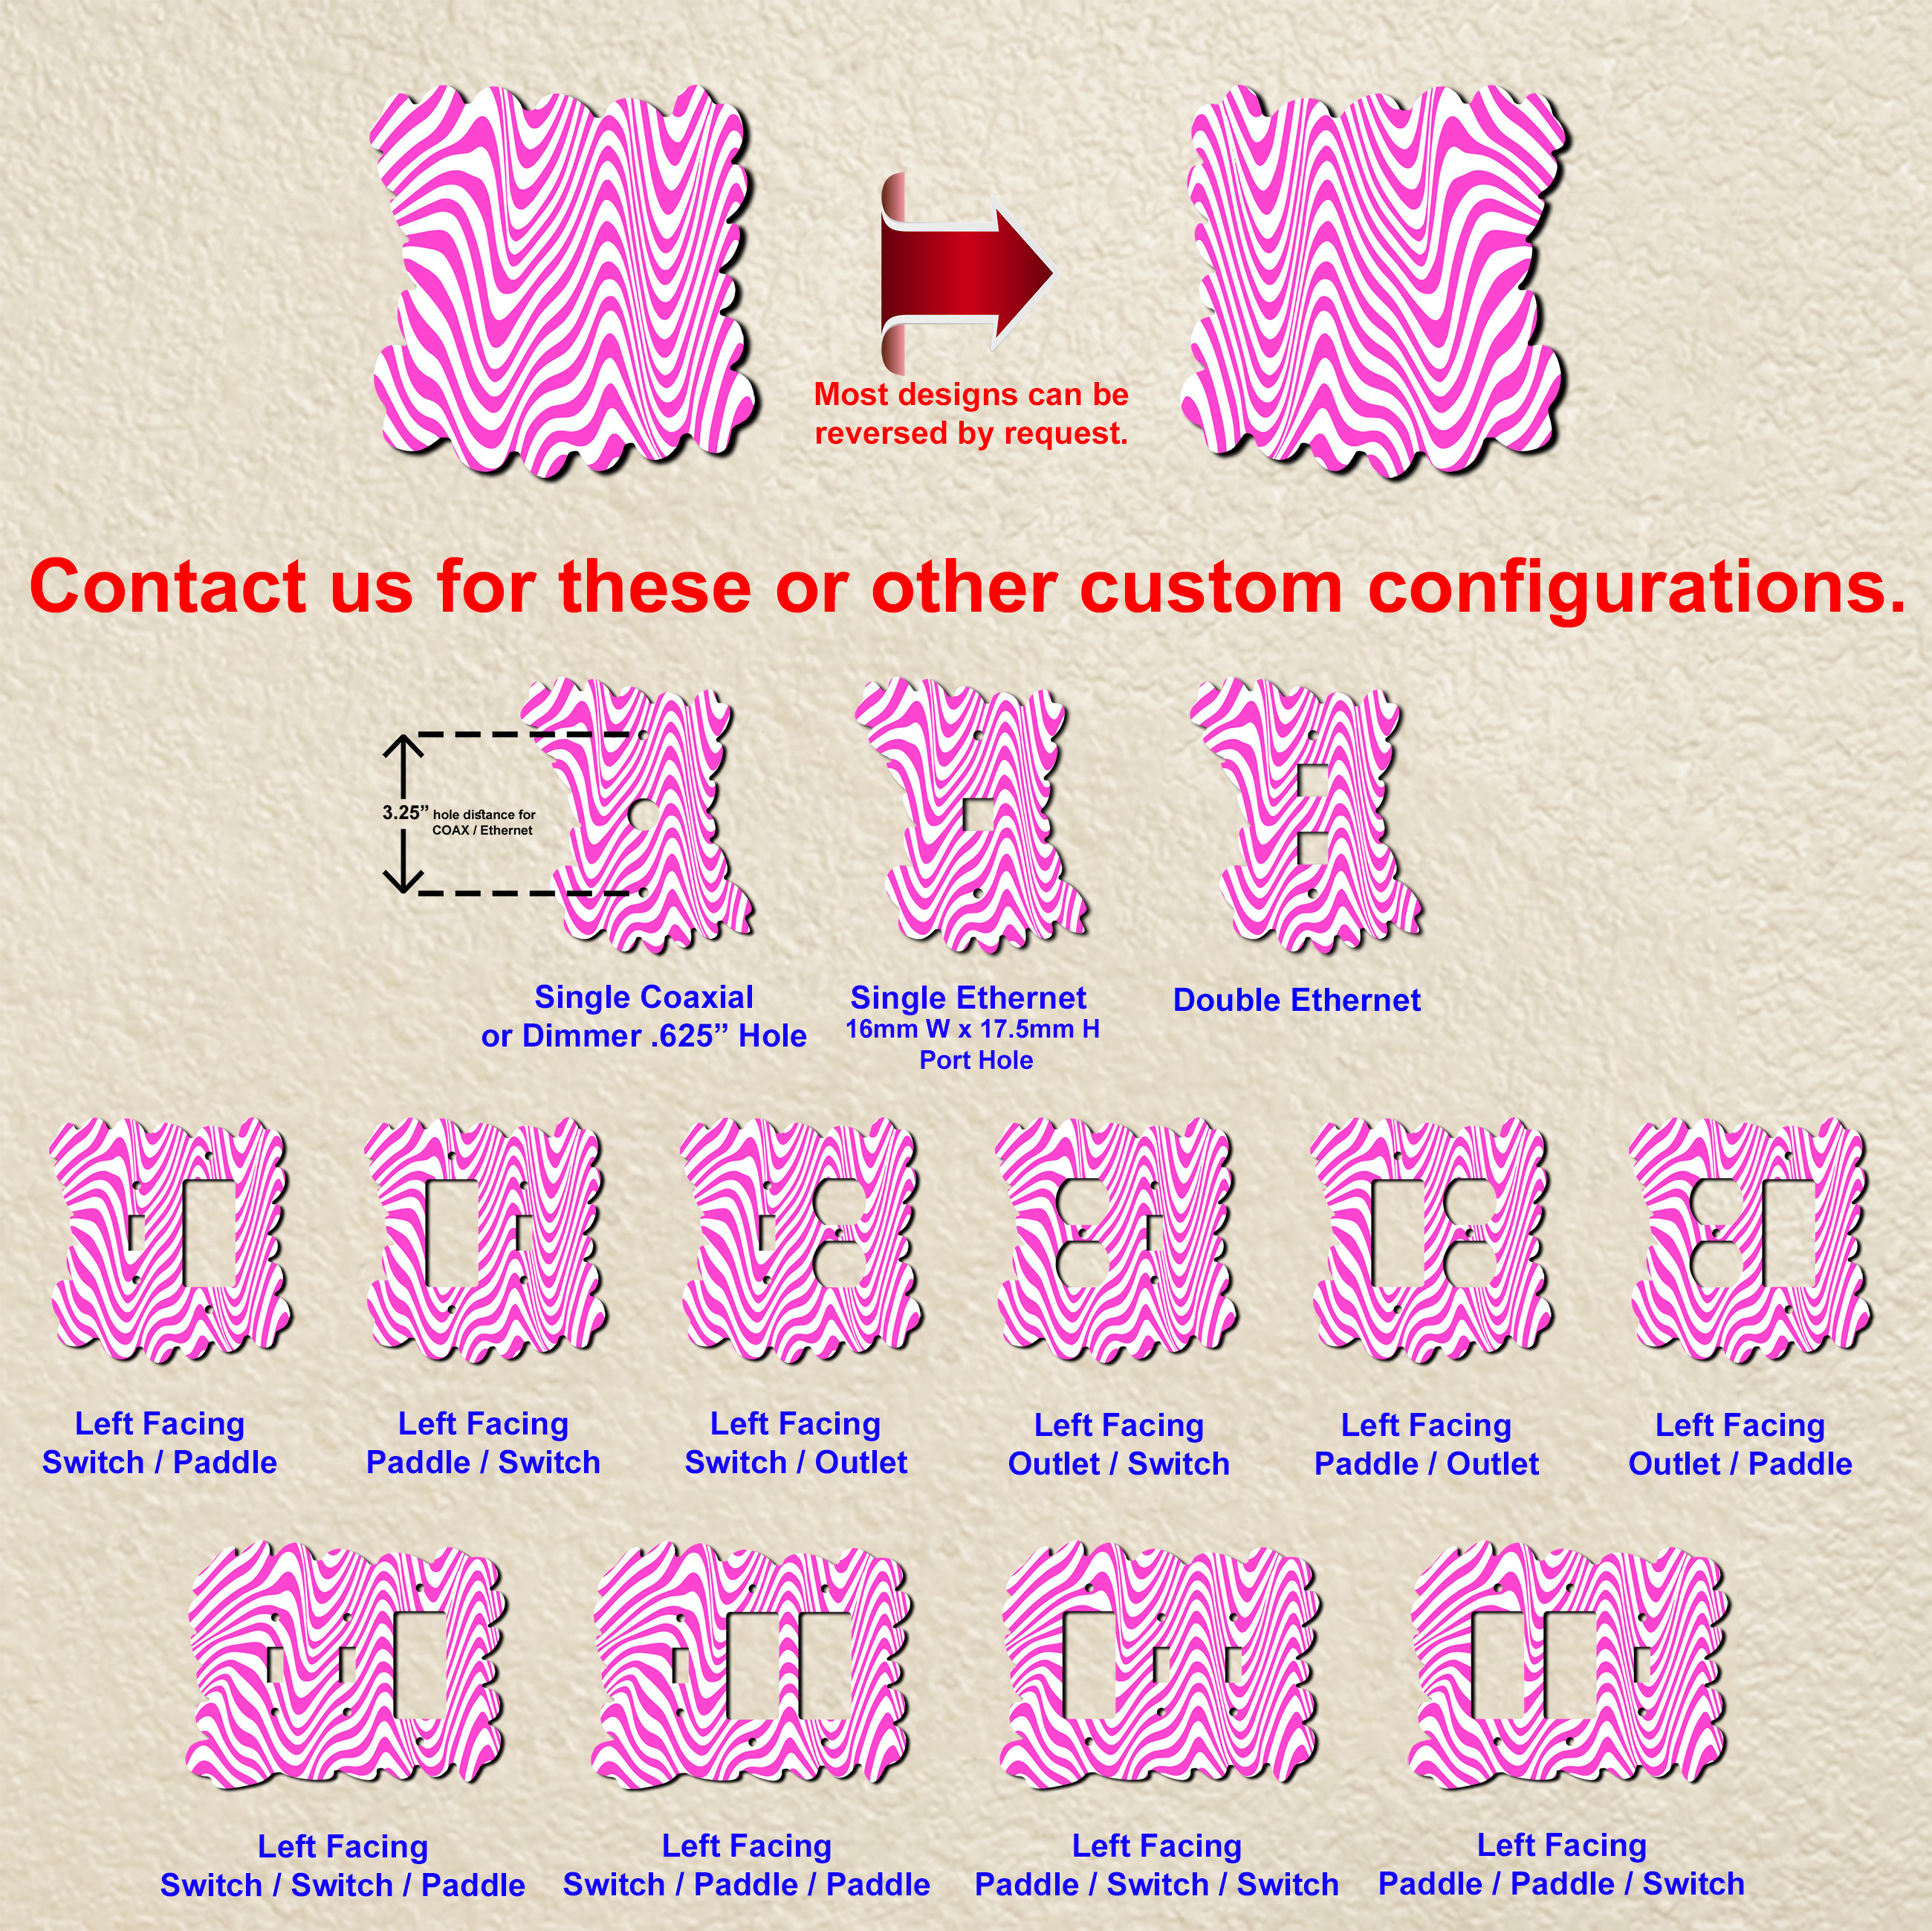 Most designs can be
reversed by request.
Contact us for these or other custom configurations.
3.25” hole distance for
COAX / Ethernet
Single Coaxial
or Dimmer .625” Hole
Single Ethernet
16mm W x 17.5mm H
Port Hole
Double Ethernet
Left Facing
Switch / Paddle
Left Facing
Paddle / Switch
Left Facing
Switch / Outlet
Left Facing
Outlet / Switch
Left Facing
Paddle / Outlet
Left Facing
Outlet / Paddle
Left Facing
Switch / Switch / Paddle
Left Facing
Switch / Paddle / Paddle
Left Facing
Paddle / Switch / Switch
Left Facing
Paddle / Paddle / Switch